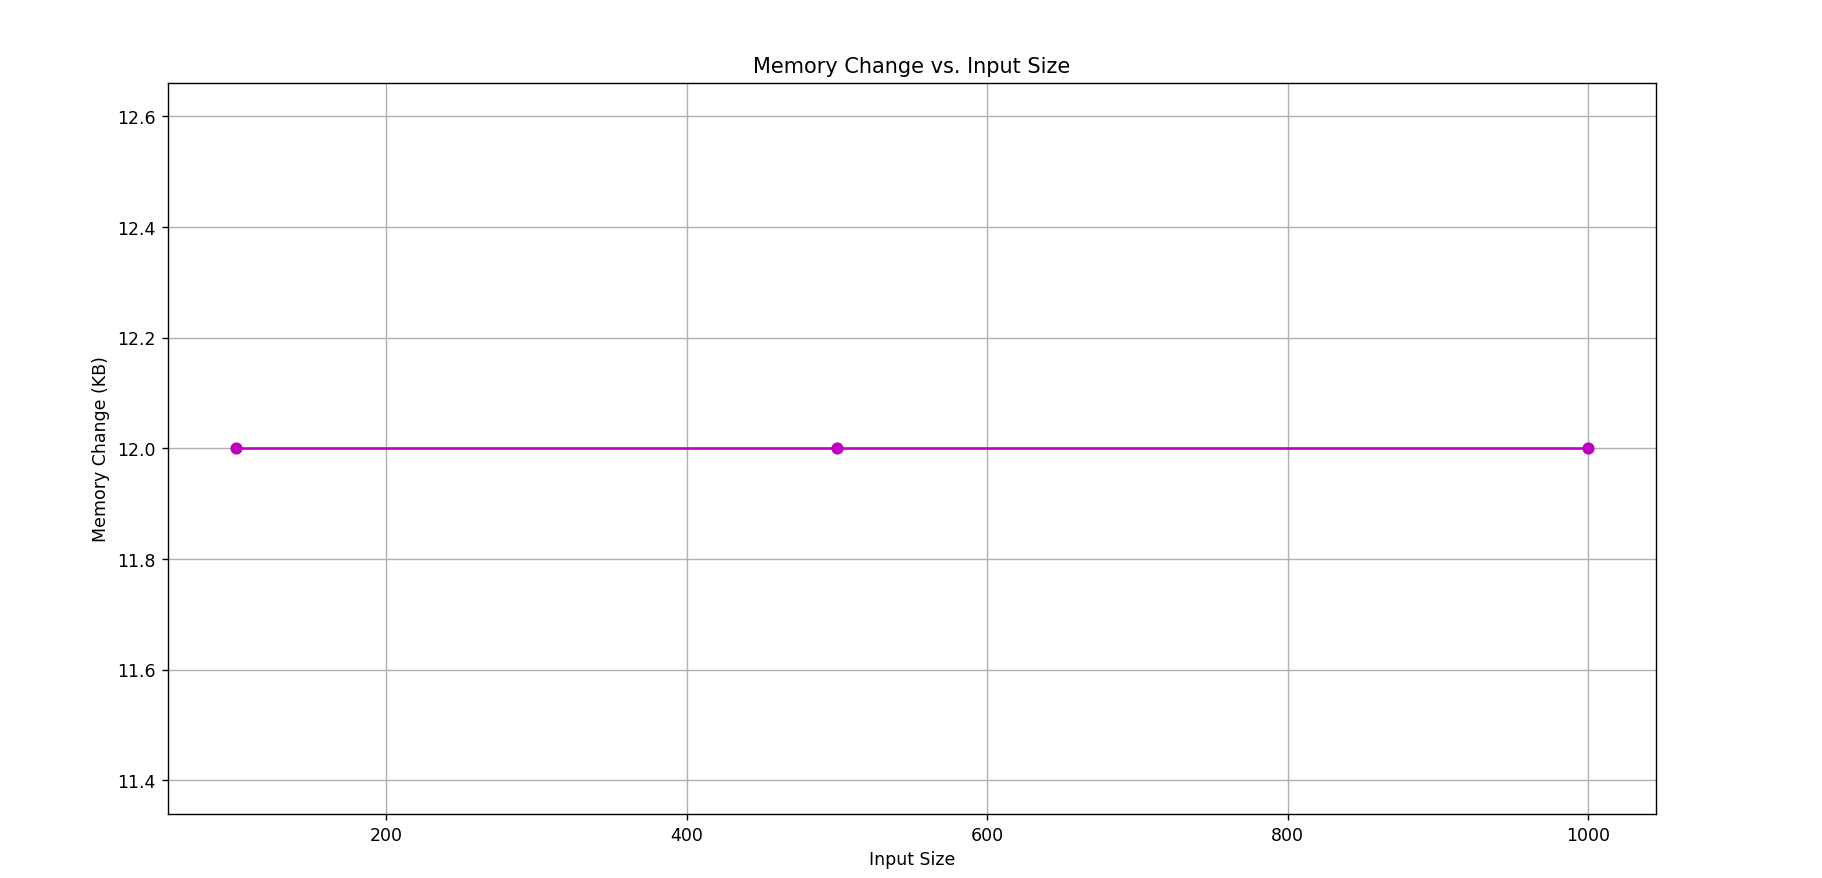 Memory Change vs. Input Size
12.6
12.4
12.2
12.0
11.8
11.6
11.4
Memory Change (KB)
200 400 600 800 1000
Input Size